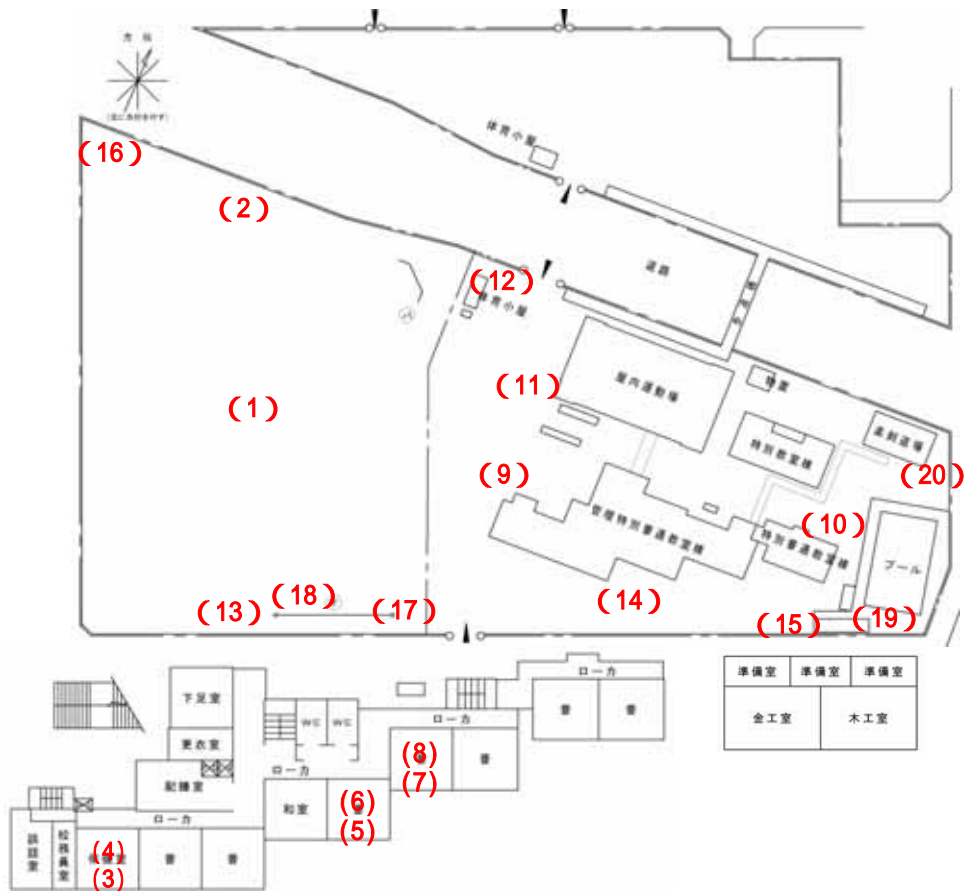 方位
(16)
(2)
体育小屋
(12)
体育小屋
道路
(1)
(11)
屋内運動場
特別教室棟
柔剣道場
(20)
(9)
管理特別普通教室棟
(10)
特別普通教室棟
プール
(18)
(13)
(17)
(14)
(15)
(19)
下足室
更衣室
配膳室
WC
WC
ローカ
ローカ
ローカ
ローカ
普
普
(8)
(7)
普
和室
(6)
(5)
校務員室
(4)
(3)
普
普
準備室
準備室
準備室
金工室
木工室